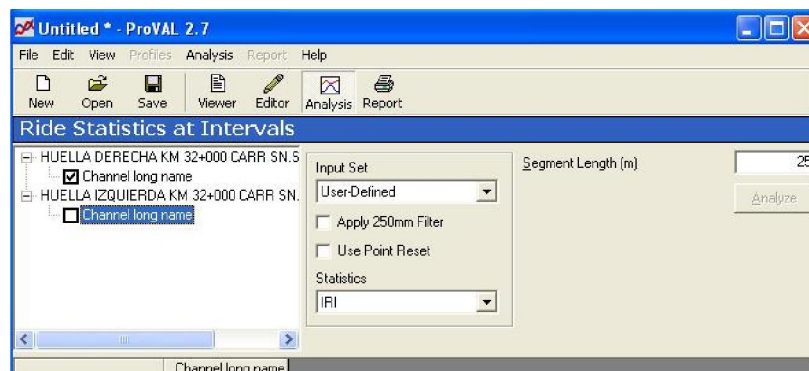 Untitled * - ProVAL 2.7
File Edit View Profiles Analysis Report Help
New Open Save Viewer Editor Analysis Report
Ride Statistics at Intervals
HUELLA DERECHA KM 32+000 CARR SN.S
Channel long name
HUELLA IZQUIERDA KM 32+000 CARR SN.
Channel long name
Input Set
User-Defined
Apply 250mm Filter
Use Point Reset
Statistics
IRI
Segment Length (m)
25
Analyze
Channel long name